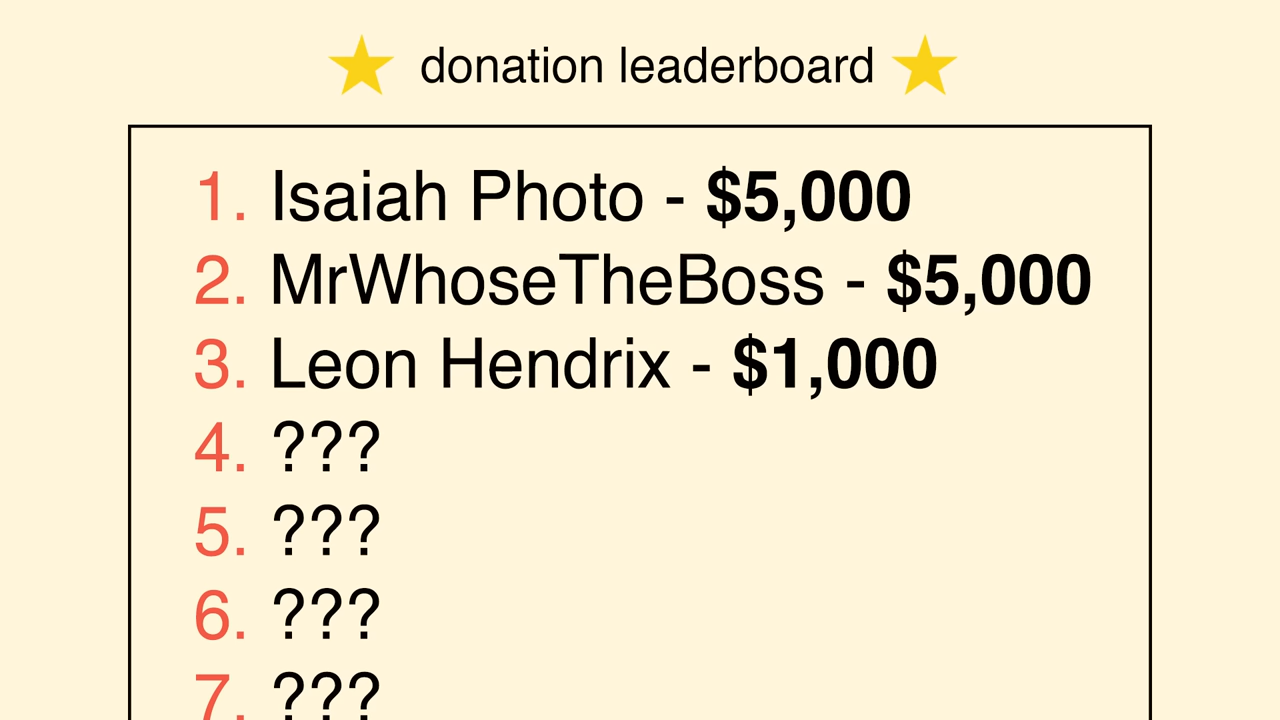 donation leaderboard
1. Isaiah Photo - $5,000
2. MrWhoseTheBoss - $5,000
3. Leon Hendrix - $1,000
4. ???
5. ???
6. ???
7. ???